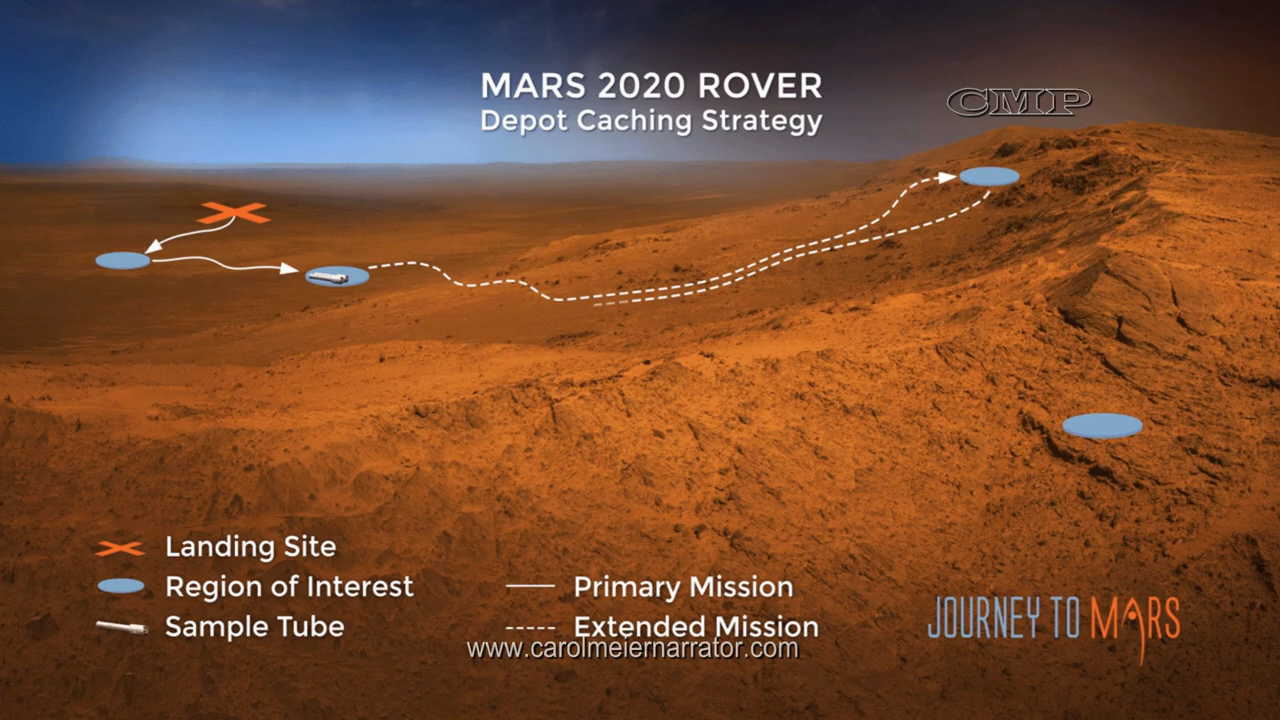 MARS 2020 ROVER
Depot Caching Strategy
CMP
Landing Site
Region of Interest
Sample Tube
Primary Mission
Extended Mission
www.carolmeiernarrator.com
JOURNEY TO MARS